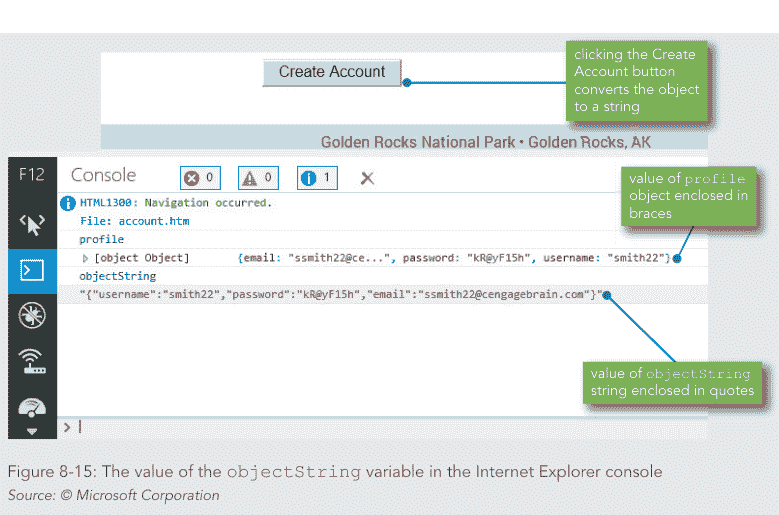 Create Account
clicking the Create
Account button
converts the object
to a string
Golden Rocks National Park • Golden Rocks, AK
F12 Console 0 0 1
value of profile
object enclosed in
braces
HTML1300: Navigation occurred.
File: account.htm
profile
[object Object] {email: "ssmith22@ce...", password: "kR@yF15h", username: "smith22"}
objectString
"{"username":"smith22","password":"kR@yF15h","email":"ssmith22@cengagebrain.com"}"
value of objectString
string enclosed in quotes
Figure 8-15: The value of the objectString variable in the Internet Explorer console
Source: © Microsoft Corporation